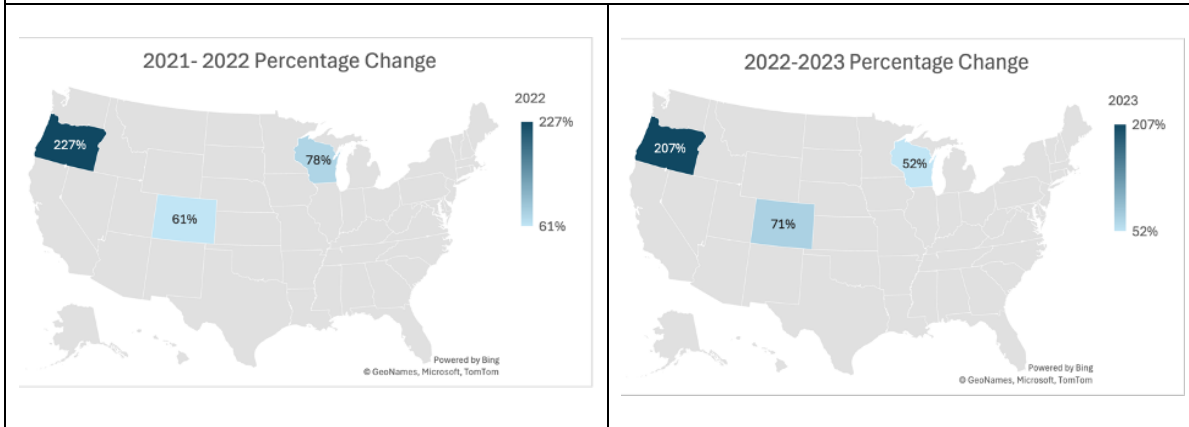 2021- 2022 Percentage Change
2022
227%
61%
227%
78%
61%
Powered by Bing
© GeoNames, Microsoft, TomTom
2022-2023 Percentage Change
2023
207%
52%
207%
52%
71%
Powered by Bing
© GeoNames, Microsoft, TomTom